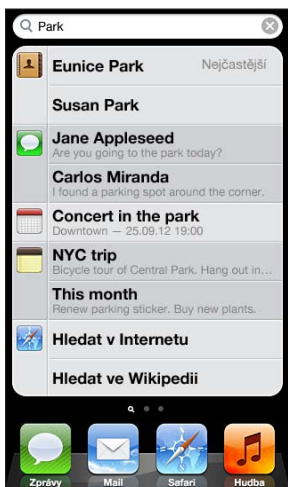 Park
Eunice Park Nejčastější
Susan Park
Jane Appleseed
Are you going to the park today?
Carlos Miranda
I found a parking spot around the corner.
Concert in the park
Downtown — 25.09.12 19:00
NYC trip
Bicycle tour of Central Park. Hang out in…
This month
Renew parking sticker. Buy new plants.
Hledat v Internetu
Hledat ve Wikipedii
Zprávy Mail Safari Hudba